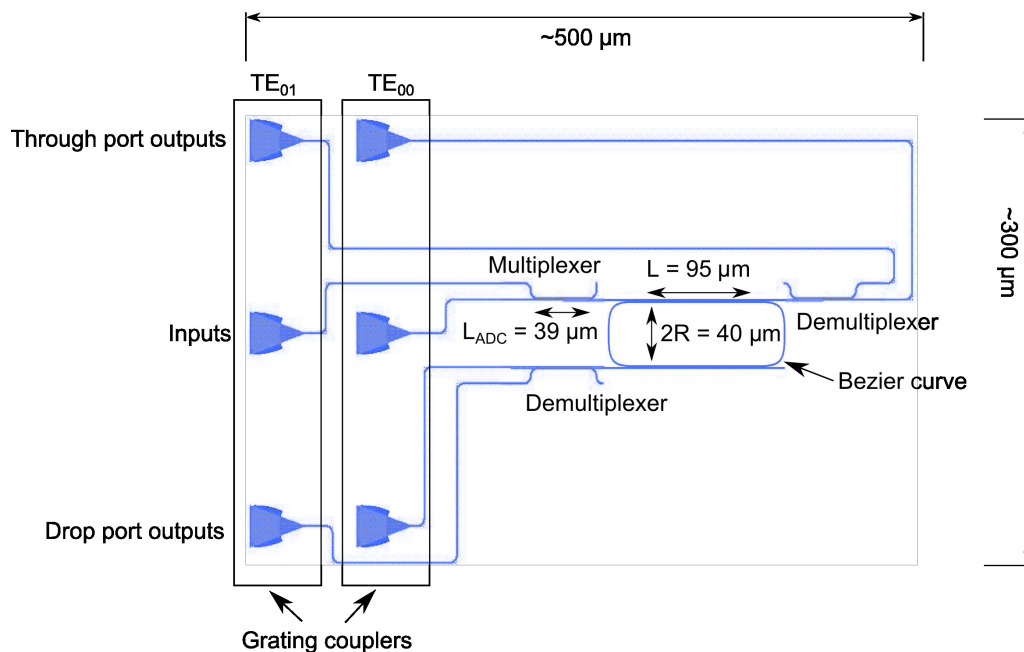 ~500 µm
TE01
TE00
Through port outputs
~300 µm
Multiplexer
L = 95 µm
Inputs
LADC = 39 µm
2R = 40 µm
Demultiplexer
Bezier curve
Demultiplexer
Drop port outputs
Grating couplers